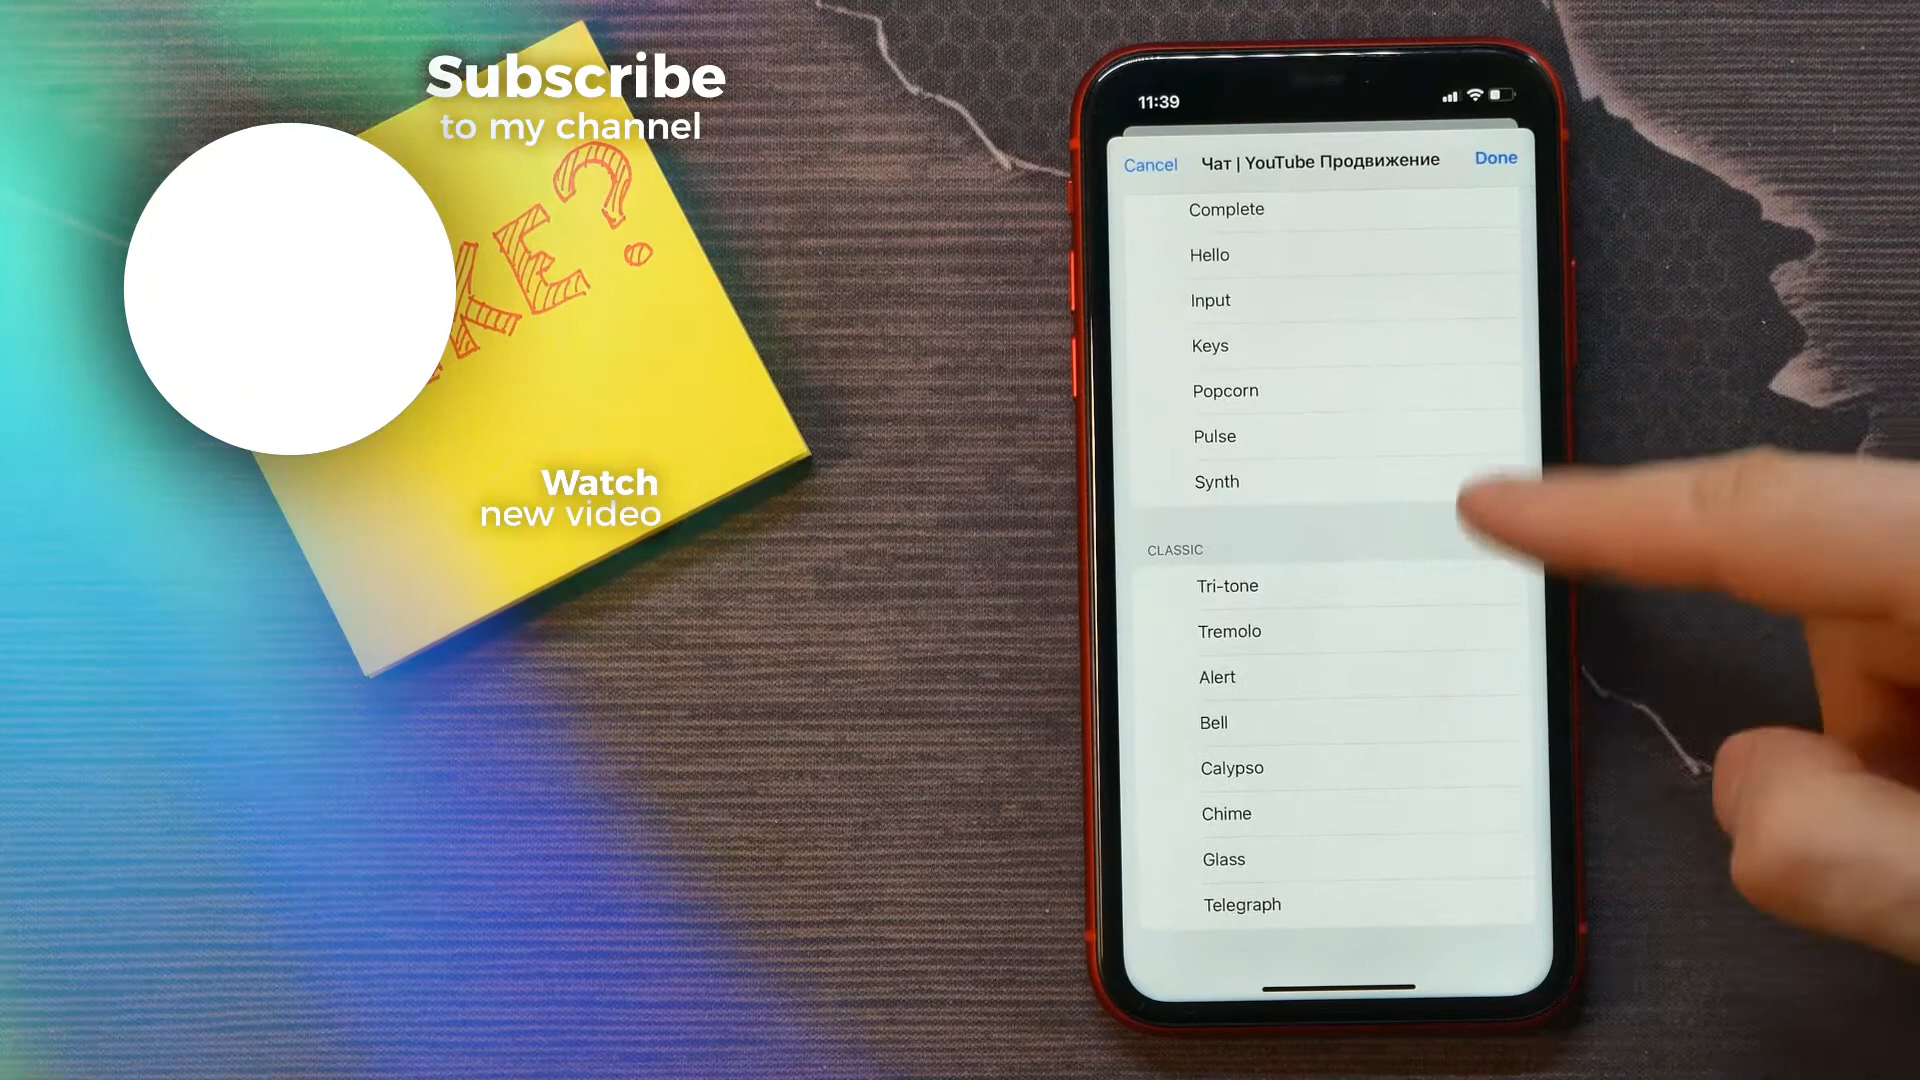 Subscribe
to my channel
KE?
Watch
new video
11:39
Cancel
Чат | YouTube Продвижение
Done
Complete
Hello
Input
Keys
Popcorn
Pulse
Synth
CLASSIC
Tri-tone
Tremolo
Alert
Bell
Calypso
Chime
Glass
Telegraph